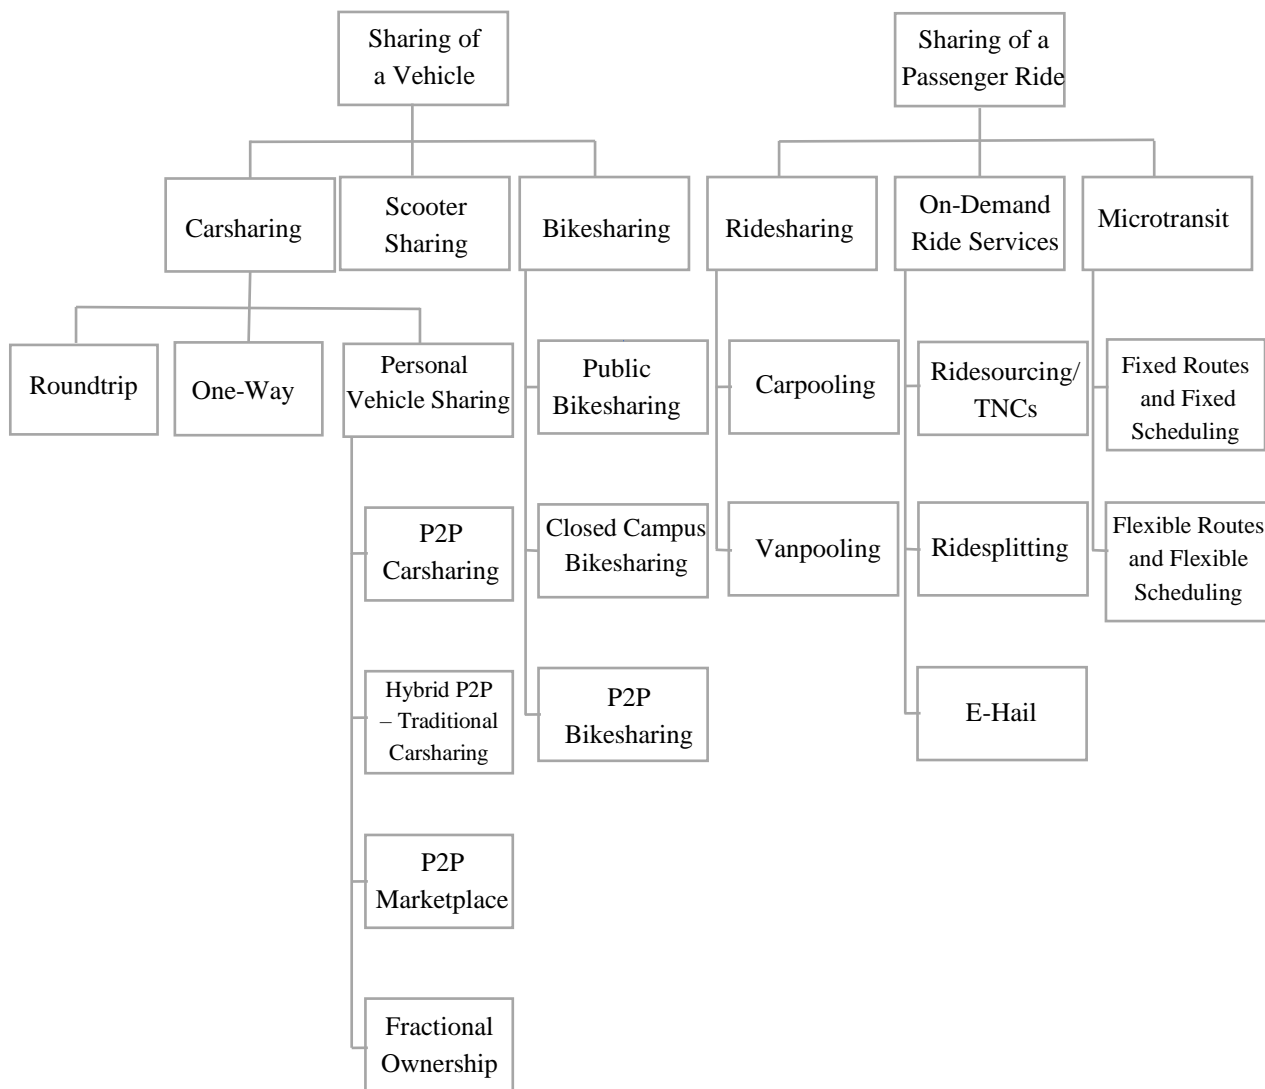 Sharing of
a Vehicle
Sharing of a
Passenger Ride
Carsharing
Scooter
Sharing
Bikesharing
Ridesharing
On-Demand
Ride Services
Microtransit
Roundtrip
One-Way
Personal
Vehicle Sharing
Public
Bikesharing
Carpooling
Ridesourcing/
TNCs
Fixed Routes
and Fixed
Scheduling
P2P
Carsharing
Closed Campus
Bikesharing
Vanpooling
Ridesplitting
Flexible Routes
and Flexible
Scheduling
Hybrid P2P
– Traditional
Carsharing
P2P
Bikesharing
E-Hail
P2P
Marketplace
Fractional
Ownership